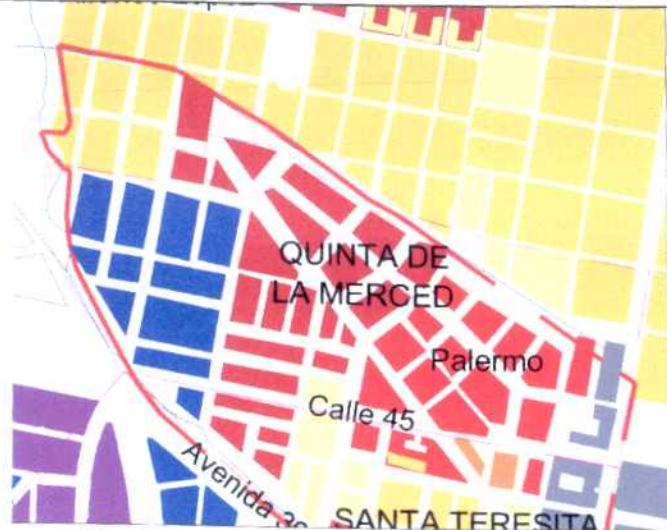 QUINTA DE
LA MERCED
Palermo
Calle 45
Avenida
SANTA TERESITA